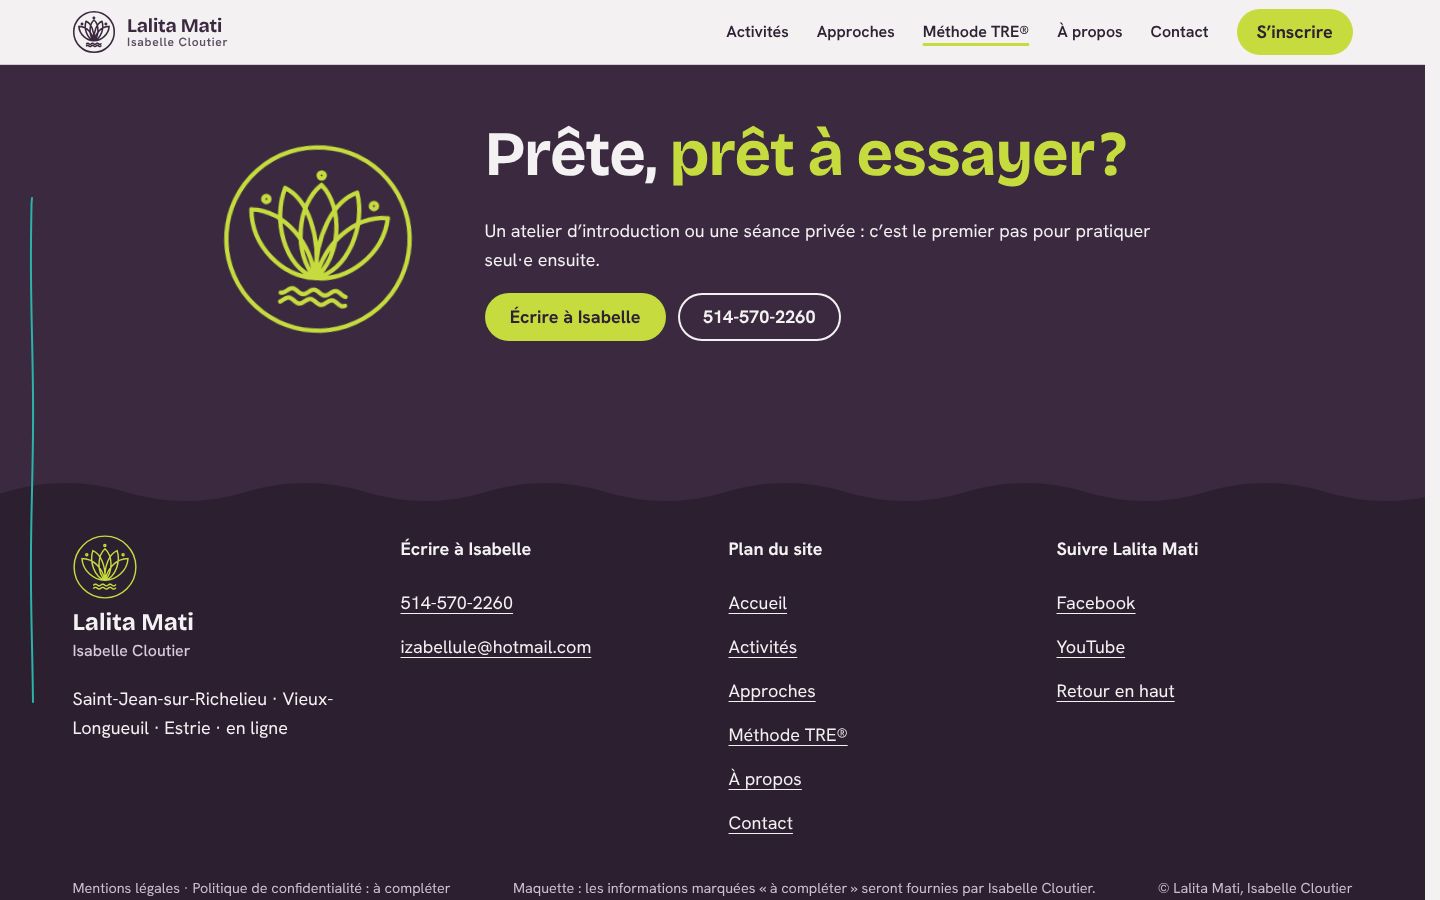 Lalita Mati
Isabelle Cloutier
Activités
Approches
Méthode TRE®
À propos
Contact
S’inscrire
Prête, prêt à essayer ?
Un atelier d’introduction ou une séance privée : c’est le premier pas pour pratiquer
seul·e ensuite.
Écrire à Isabelle
514-570-2260
Lalita Mati
Isabelle Cloutier
Saint-Jean-sur-Richelieu · Vieux-
Longueuil · Estrie · en ligne
Écrire à Isabelle
514-570-2260
izabellule@hotmail.com
Plan du site
Accueil
Activités
Approches
Méthode TRE®
À propos
Contact
Suivre Lalita Mati
Facebook
YouTube
Retour en haut
Mentions légales · Politique de confidentialité : à compléter
Maquette : les informations marquées « à compléter » seront fournies par Isabelle Cloutier.
© Lalita Mati, Isabelle Cloutier